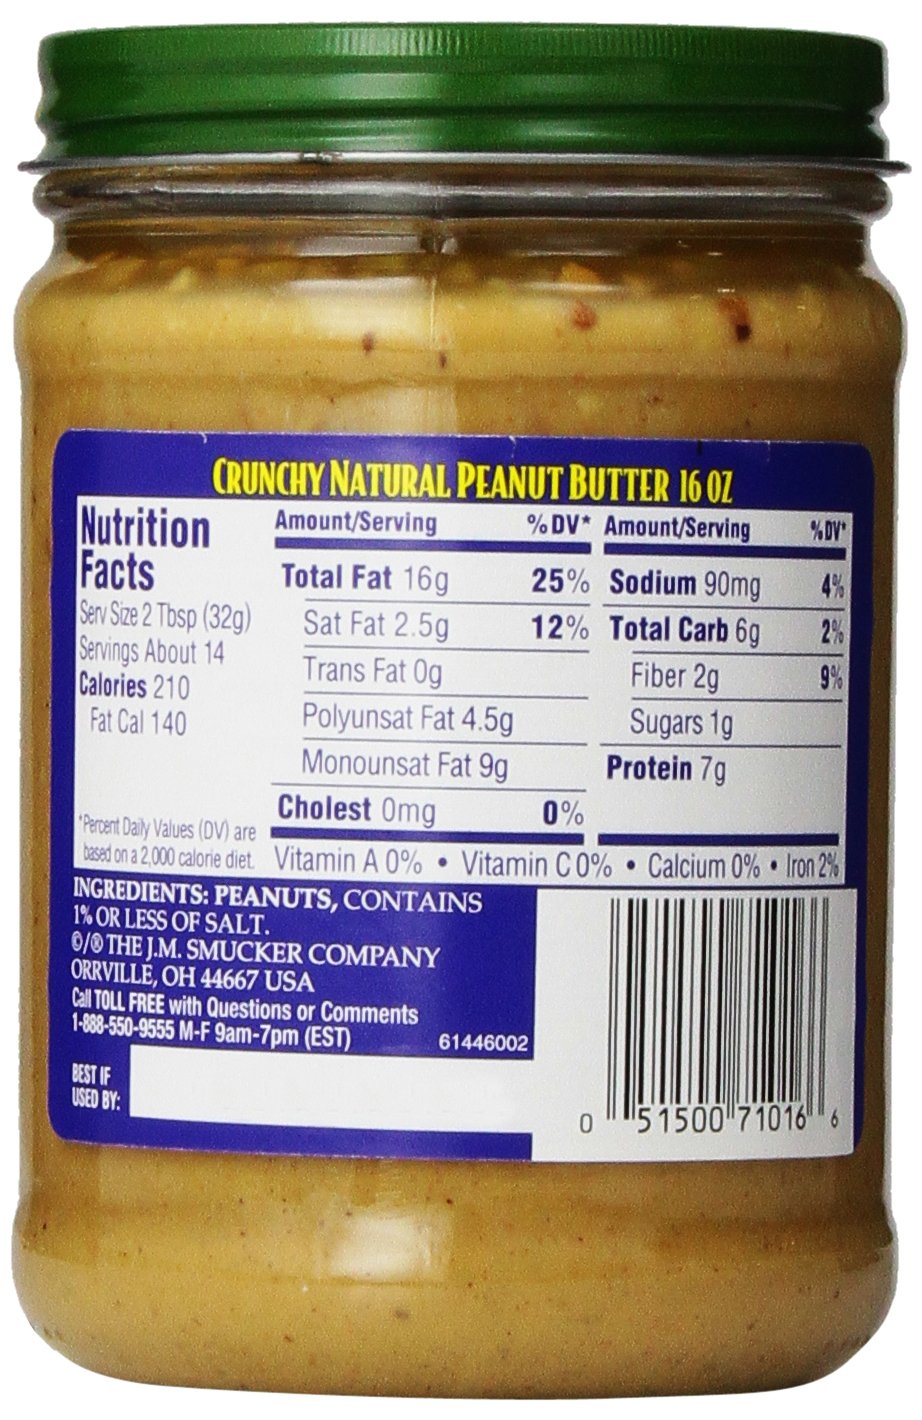 CRUNCHY NATURAL PEANUT BUTTER 16 OZ
Nutrition
Facts
Serv Size 2 Tbsp (32g)
Servings About 14
Calories 210
Fat Cal 140
*Percent Daily Values (DV) are
based on a 2,000 calorie diet.
Amount/Serving %DV*
Total Fat 16g 25%
Sat Fat 2.5g 12%
Trans Fat 0g
Polyunsat Fat 4.5g
Monounsat Fat 9g
Cholest 0mg 0%
Amount/Serving %DV*
Sodium 90mg 4%
Total Carb 6g 2%
Fiber 2g 9%
Sugars 1g
Protein 7g
Vitamin A 0% • Vitamin C 0% • Calcium 0% • Iron 2%
INGREDIENTS: PEANUTS, CONTAINS
1% OR LESS OF SALT.
©/® THE J.M. SMUCKER COMPANY
ORRVILLE, OH 44667 USA
Call TOLL FREE with Questions or Comments
1-888-550-9555 M-F 9am-7pm (EST)
61446002
BEST IF
USED BY:
0 51500 71016 6